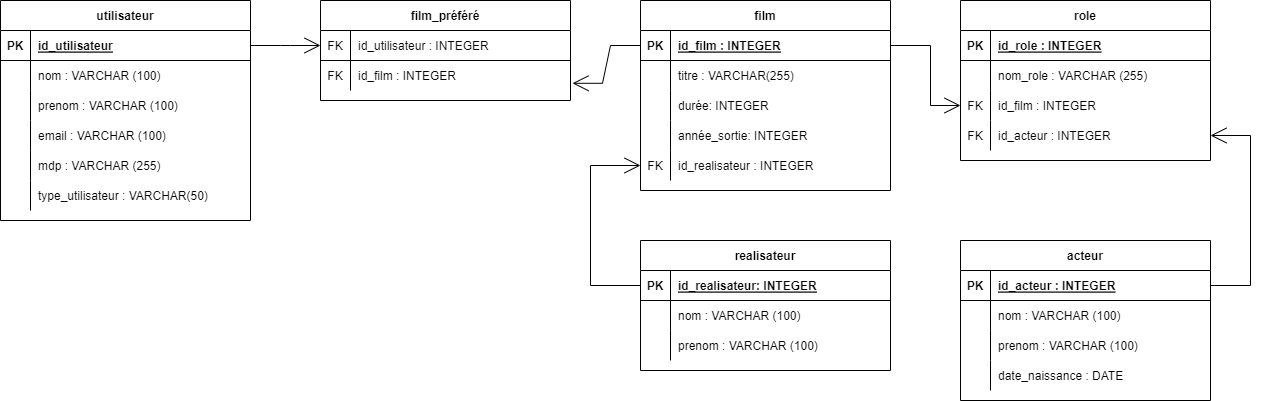 utilisateur
PK id_utilisateur
nom : VARCHAR (100)
prenom : VARCHAR (100)
email : VARCHAR (100)
mdp : VARCHAR (255)
type_utilisateur : VARCHAR(50)
film_préféré
FK id_utilisateur : INTEGER
FK id_film : INTEGER
film
PK id_film : INTEGER
titre : VARCHAR(255)
durée: INTEGER
année_sortie: INTEGER
FK id_realisateur : INTEGER
role
PK id_role : INTEGER
nom_role : VARCHAR (255)
FK id_film : INTEGER
FK id_acteur : INTEGER
realisateur
PK id_realisateur: INTEGER
nom : VARCHAR (100)
prenom : VARCHAR (100)
acteur
PK id_acteur : INTEGER
nom : VARCHAR (100)
prenom : VARCHAR (100)
date_naissance : DATE